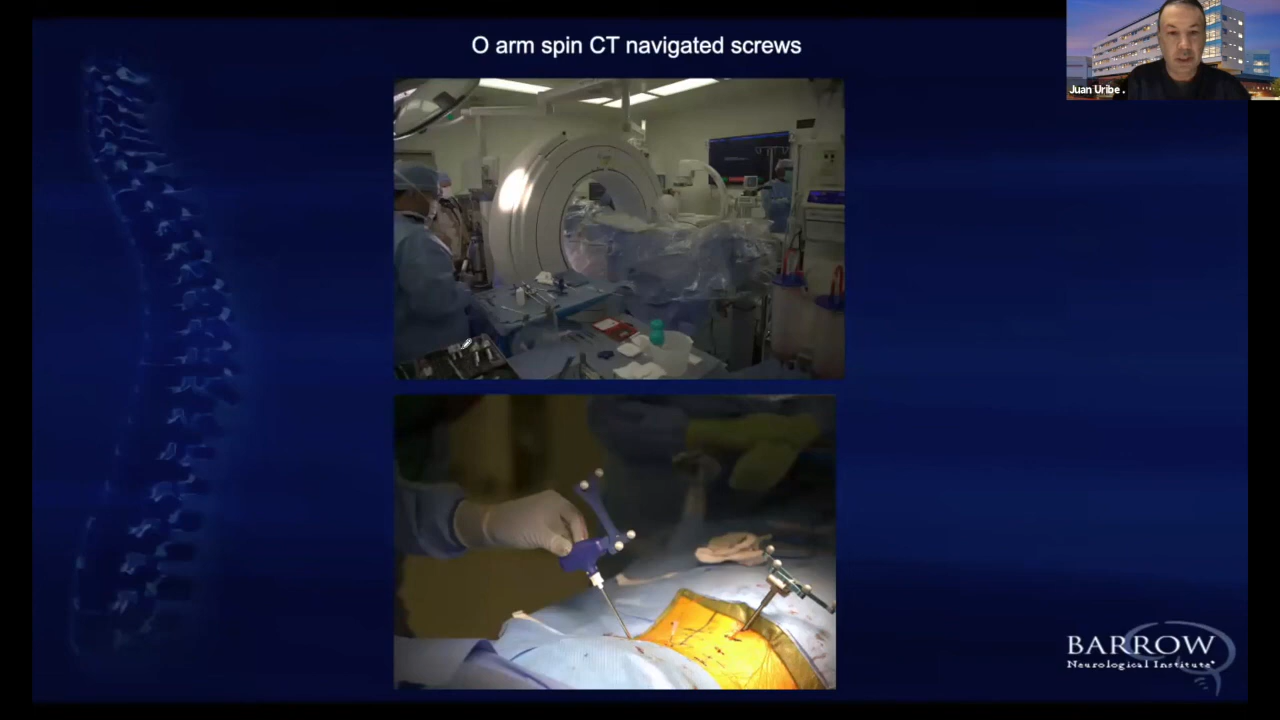 O arm spin CT navigated screws
Juan Uribe .
BARROW
Neurological Institute®